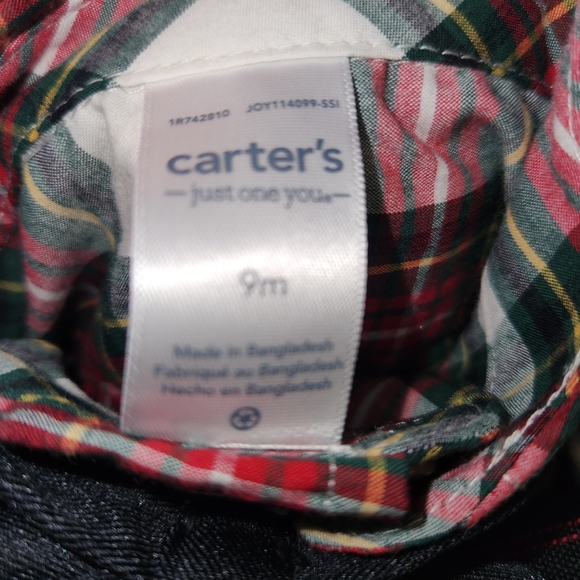 1R742810 JOY114099-SSI
carter's
just one you®
9m
Made in Bangladesh
Fabriqué au Bangladesh
Hecho en Bangladesh